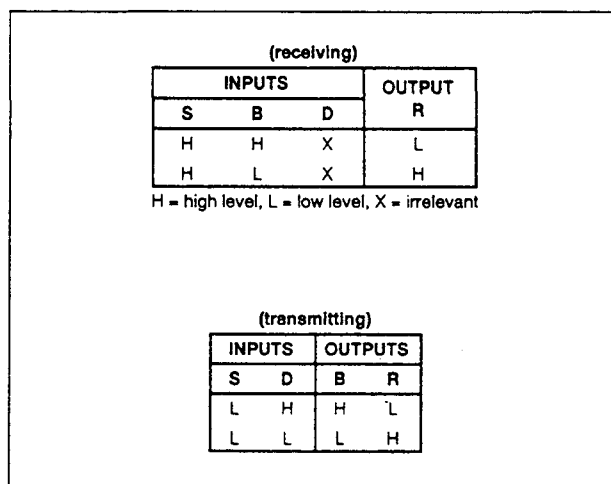 (receiving)
INPUTS OUTPUT
S B D R
H H X L
H L X H
H = high level, L = low level, X = irrelevant
(transmitting)
INPUTS OUTPUTS
S D B R
L H H L
L L L H